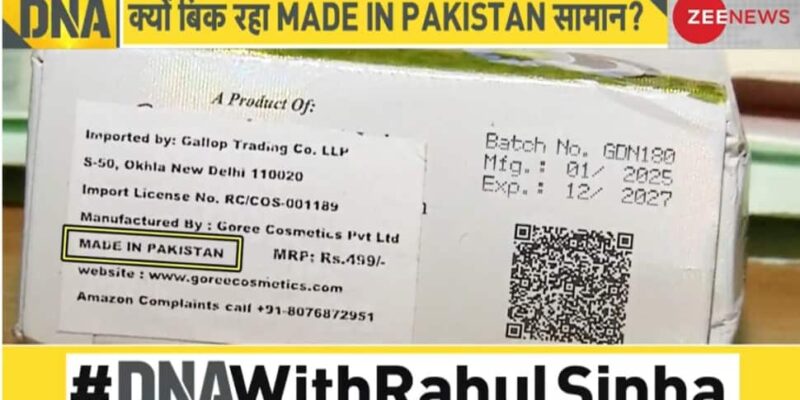 DNA क्यों बिक रहा MADE IN PAKISTAN सामान?
ZEENEWS
A Product Of:
Imported by: Gallop Trading Co. LLP
S-50, Okhla New Delhi 110020
Import License No. RC/COS-001189
Manufactured By : Goree Cosmetics Pvt Ltd
MADE IN PAKISTAN MRP: Rs.499/-
website : www.goreecosmetics.com
Amazon Complaints call +91-8076872951
Batch No. GDN180
Mfg.: 01/ 2025
Exp.: 12/ 2027
#DNAWithRahulSinha